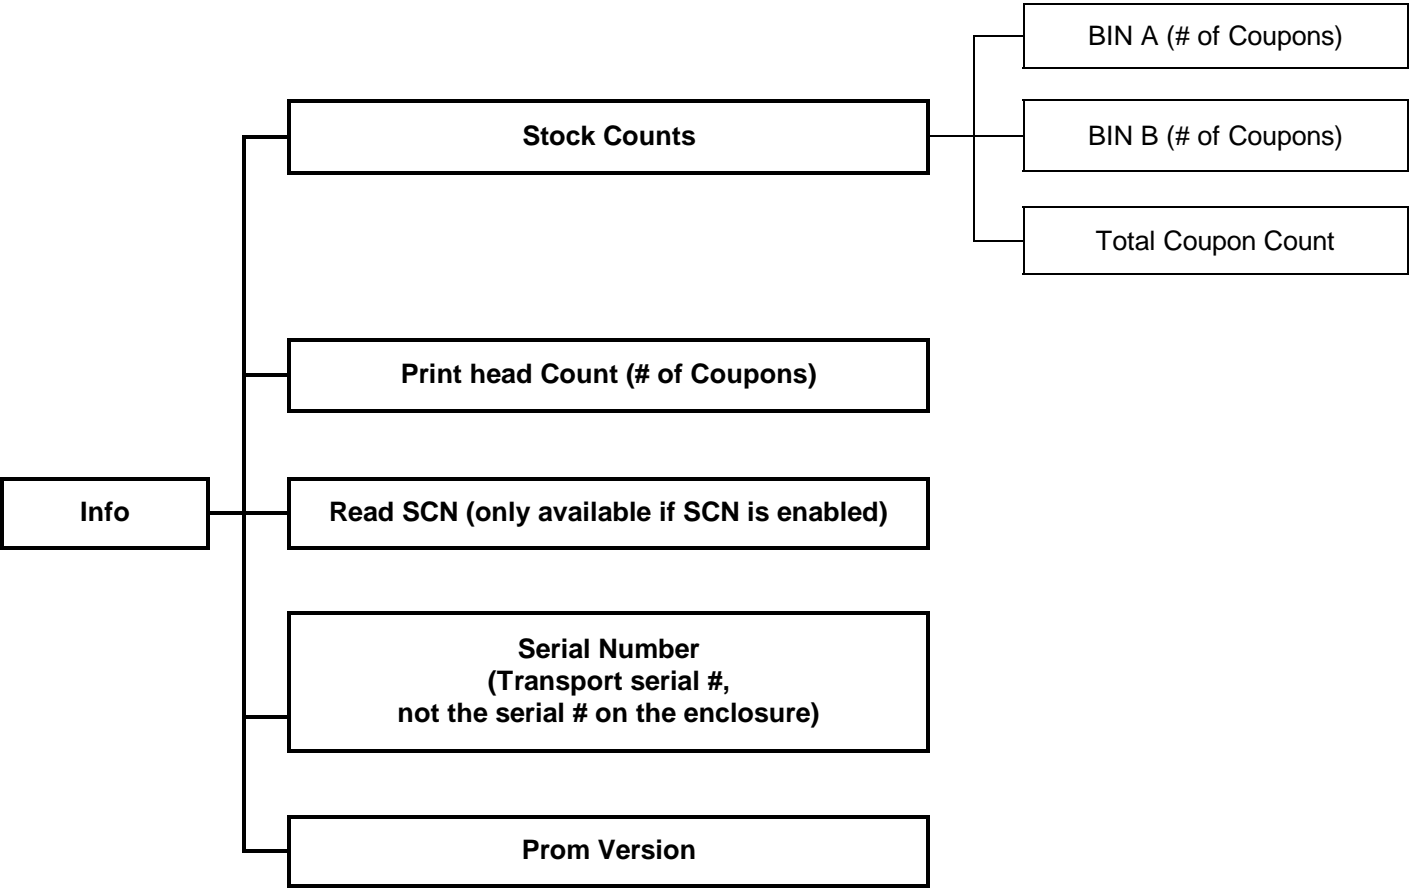 BIN A (# of Coupons)
Stock Counts
BIN B (# of Coupons)
Total Coupon Count
Print head Count (# of Coupons)
Info
Read SCN (only available if SCN is enabled)
Serial Number
(Transport serial #,
not the serial # on the enclosure)
Prom Version